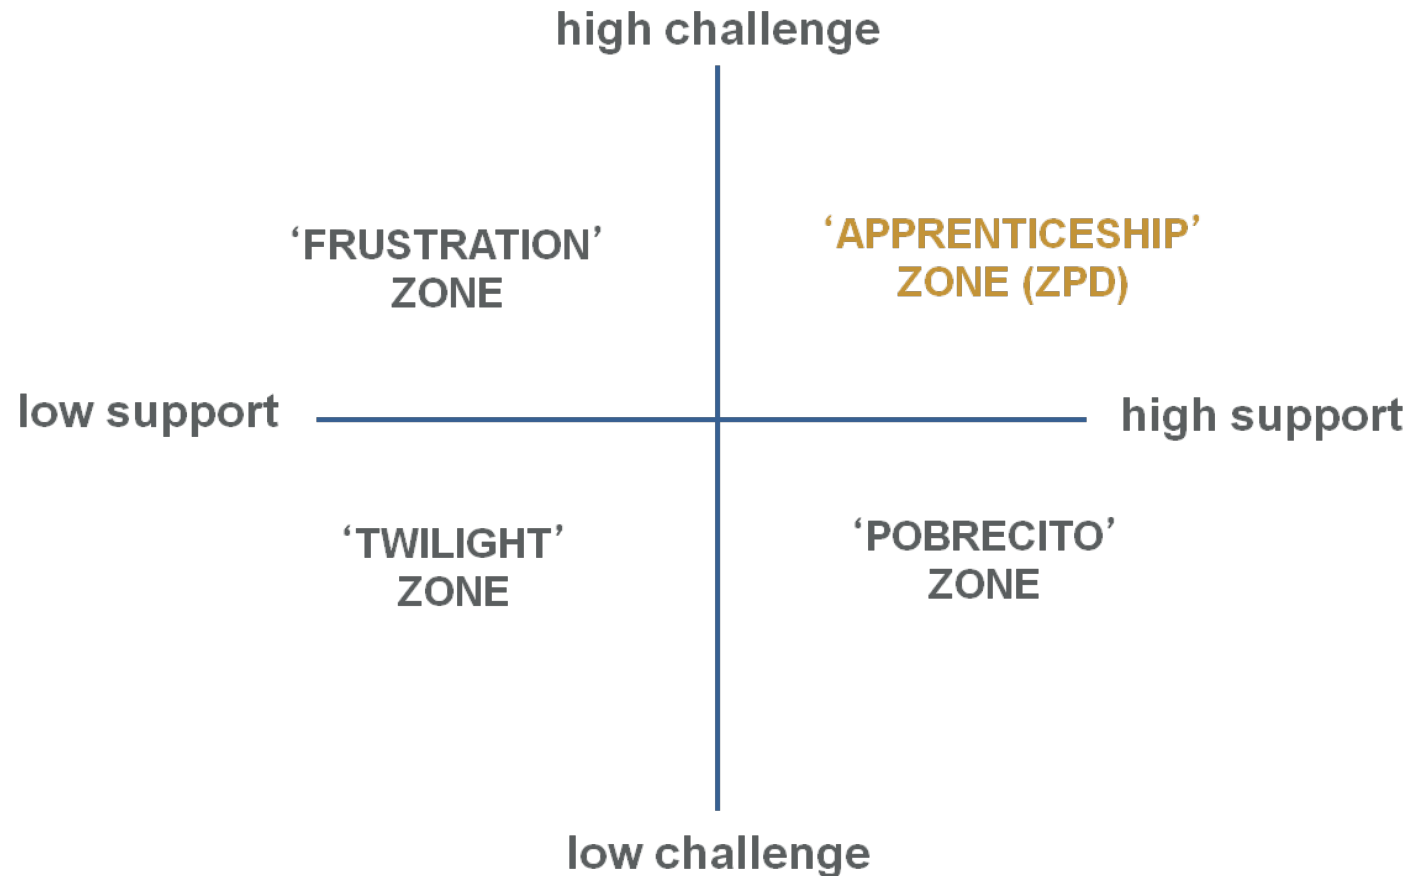 high challenge
‘FRUSTRATION’
ZONE
‘APPRENTICESHIP’
ZONE (ZPD)
low support
high support
‘TWILIGHT’
ZONE
‘POBRECITO’
ZONE
low challenge